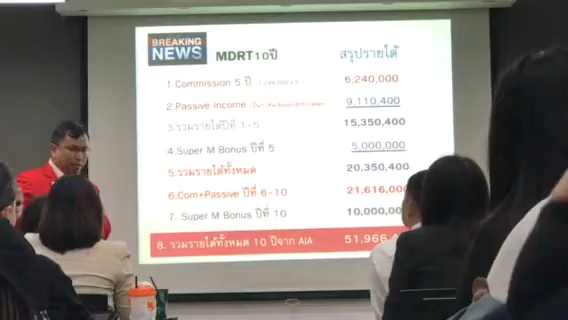 BREAKING
NEWS
MDRT10ปี
สรุปรายได้
1.Commission 5 ปี
6,240,000
2.Passive Income
9,110,400
3.รวมรายได้ปีที่ 1-5
15,350,400
4.Super M Bonus ปีที่ 5
5,000,000
5.รวมรายได้ทั้งหมด
20,350,400
6.Com+Passive ปีที่ 6-10
21,616,00
7. Super M Bonus ปีที่ 10
10,000,00
8. รวมรายได้ทั้งหมด 10 ปีจาก AIA
51,966,